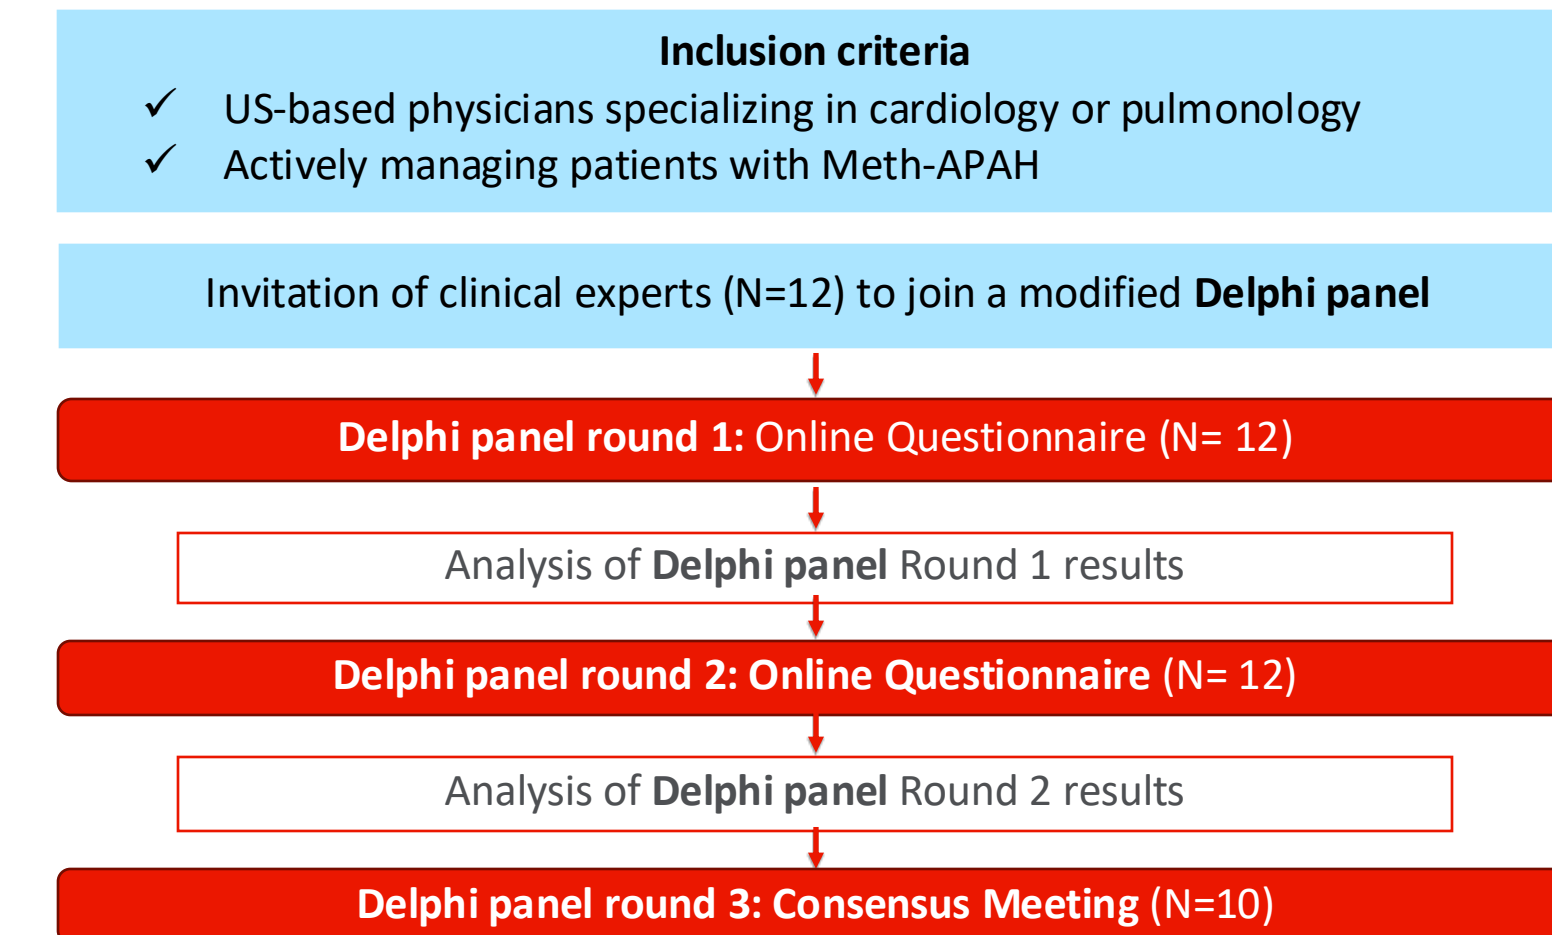 Inclusion criteria
✓ US-based physicians specializing in cardiology or pulmonology
✓ Actively managing patients with Meth-APAH
Invitation of clinical experts (N=12) to join a modified Delphi panel
Delphi panel round 1: Online Questionnaire (N= 12)
Analysis of Delphi panel Round 1 results
Delphi panel round 2: Online Questionnaire (N= 12)
Analysis of Delphi panel Round 2 results
Delphi panel round 3: Consensus Meeting (N=10)